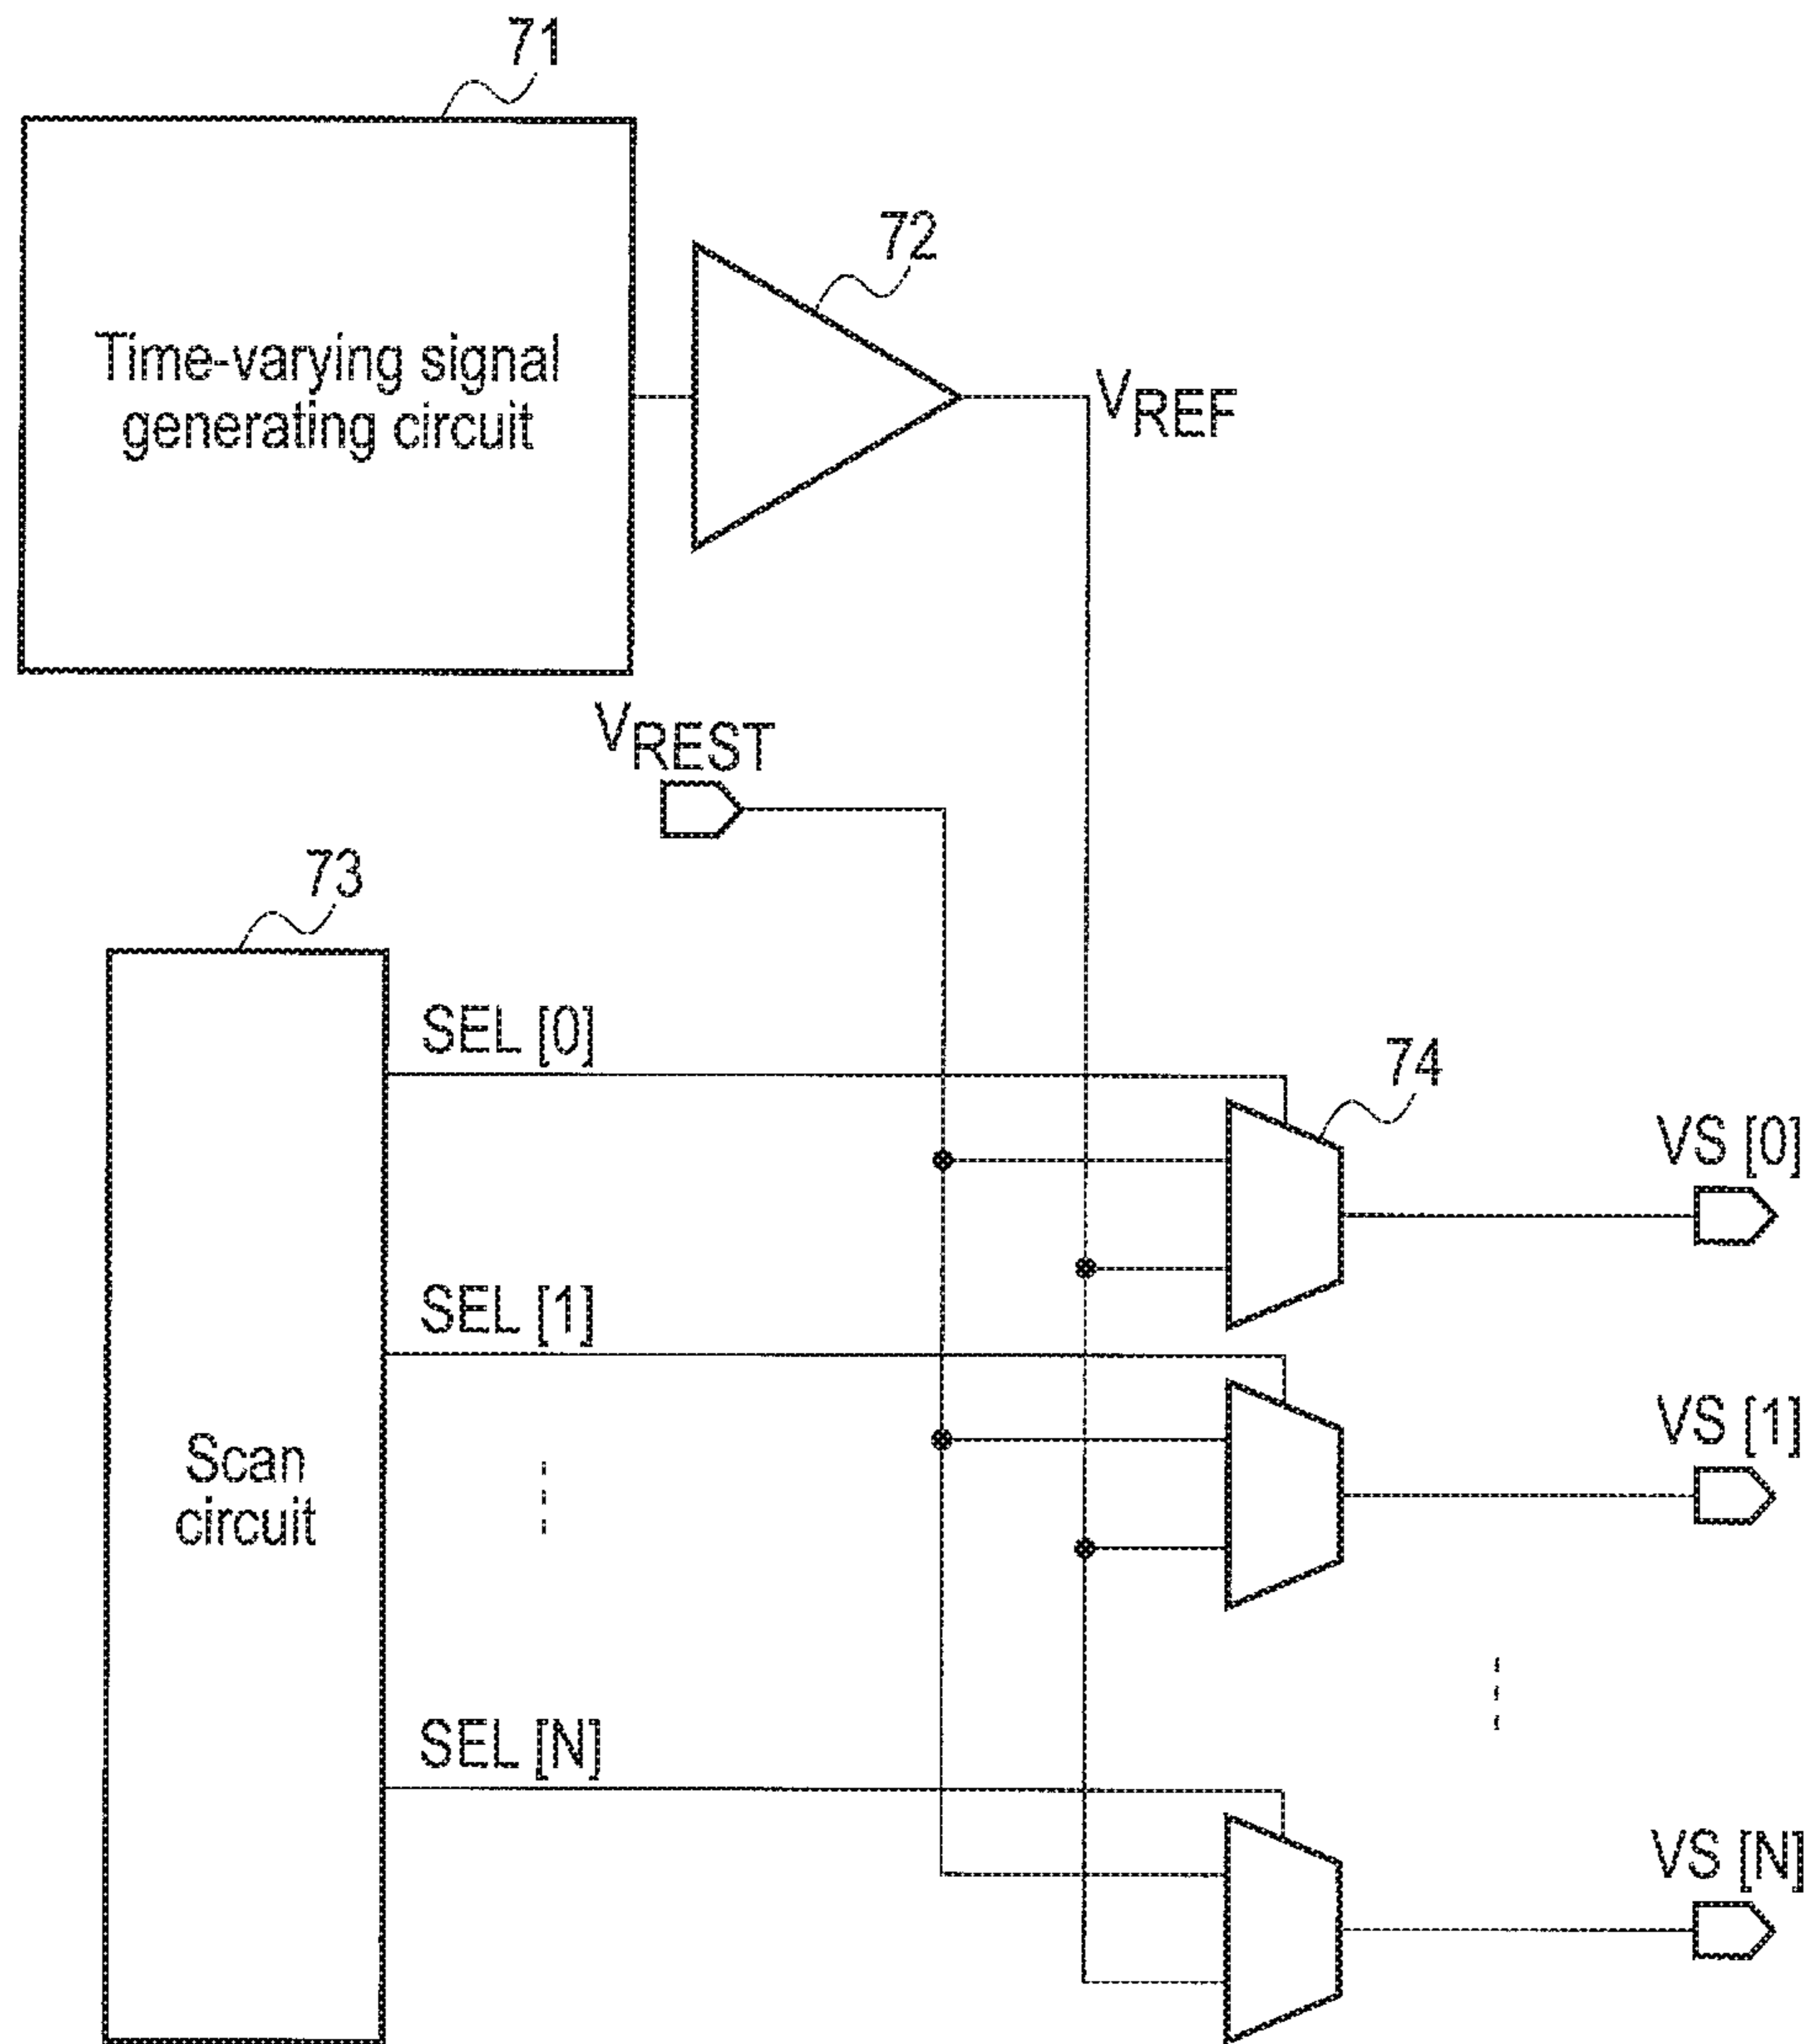 71
72
Time-varying signal
generating circuit
VREF
VREST
73
SEL [0]
74
VS [0]
SEL [1]
VS [1]
Scan
circuit
SEL [N]
VS [N]